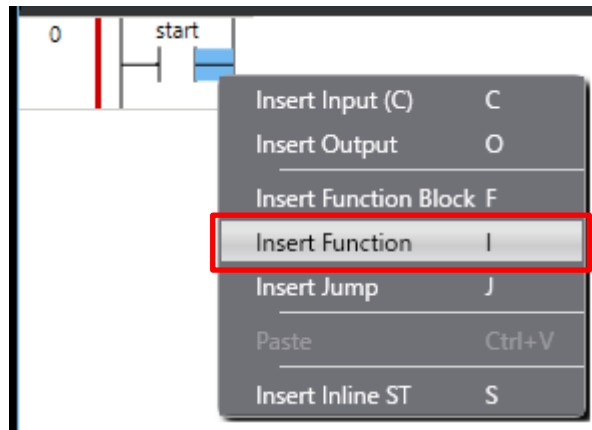 0 start
Insert Input (C) C
Insert Output O
Insert Function Block F
Insert Function I
Insert Jump J
Paste Ctrl+V
Insert Inline ST S